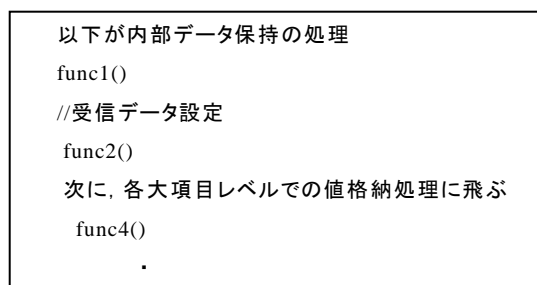 以下が内部データ保持の処理
func1()
//受信データ設定
func2()
次に, 各大項目レベルでの値格納処理に飛ぶ
func4()
・